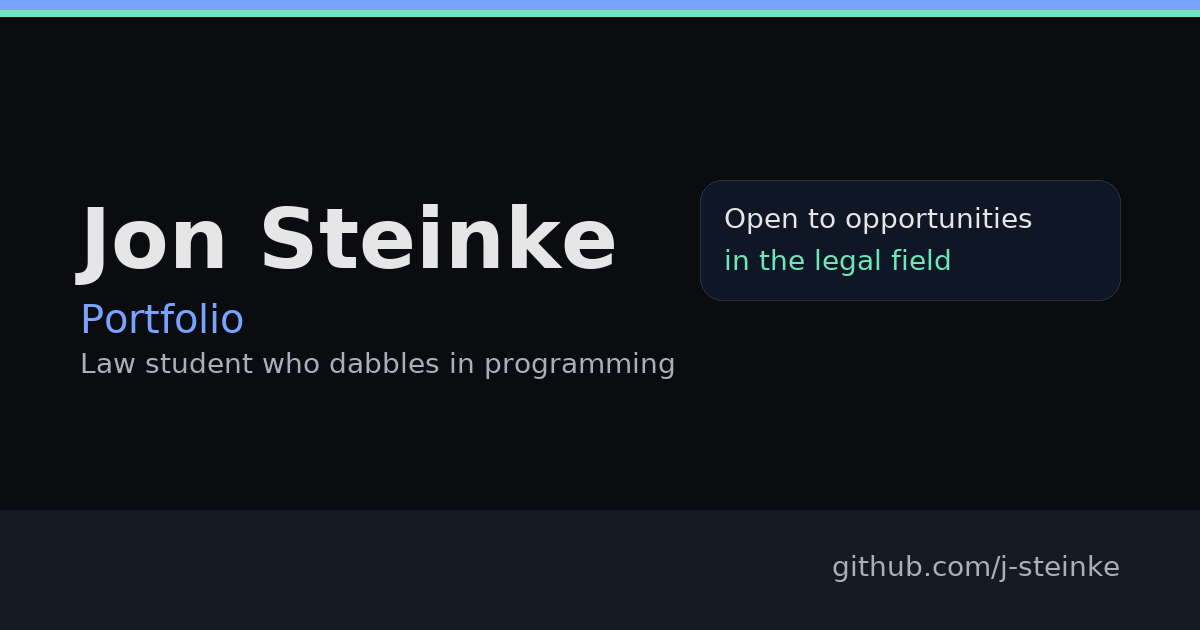 Jon Steinke
Portfolio
Law student who dabbles in programming
Open to opportunities
in the legal field
github.com/j-steinke